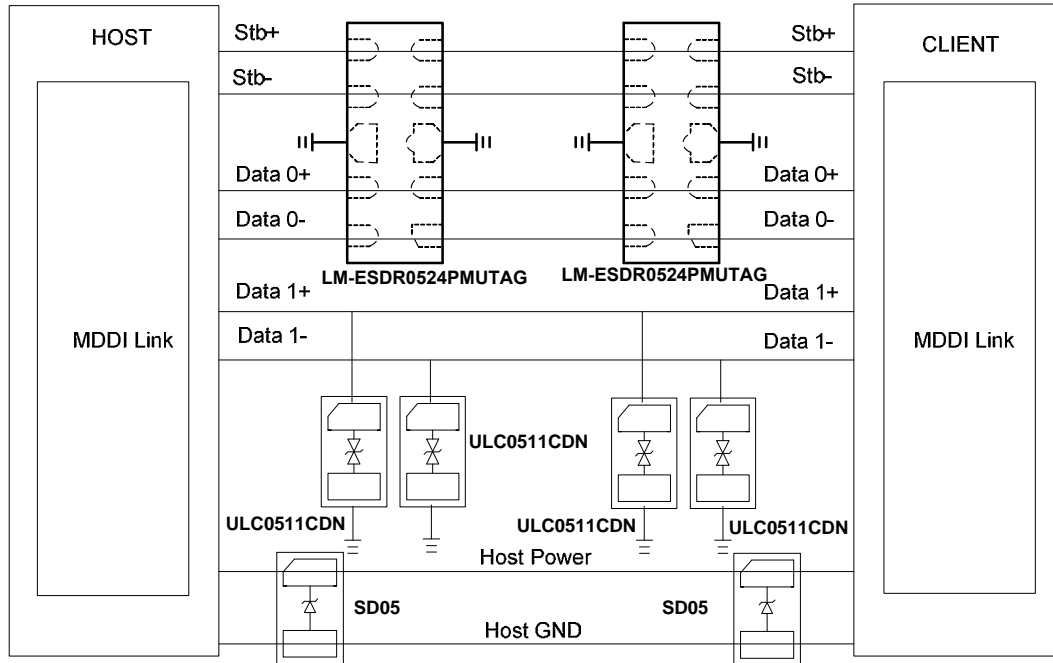 HOST
CLIENT
Stb+
Stb+
Stb-
Stb-
Data 0+
Data 0+
Data 0-
Data 0-
LM-ESDR0524PMUTAG
LM-ESDR0524PMUTAG
Data 1+
Data 1+
MDDI Link
Data 1-
Data 1-
MDDI Link
ULC0511CDN
ULC0511CDN
ULC0511CDN
ULC0511CDN
Host Power
SD05
SD05
Host GND